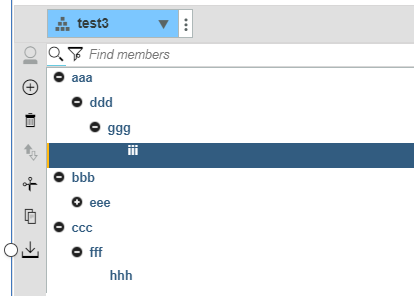 test3
Find members
aaa
ddd
ggg
iii
bbb
eee
ccc
fff
hhh